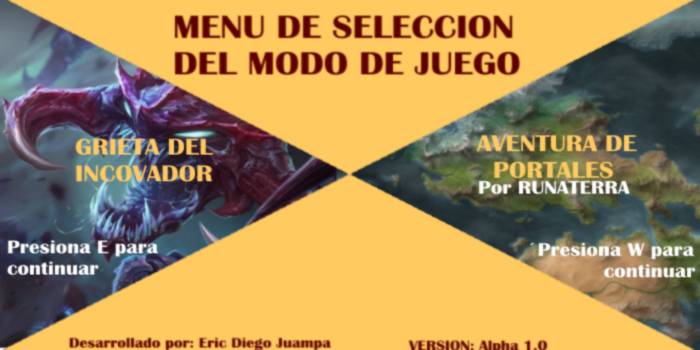 MENU DE SELECCION
DEL MODO DE JUEGO
GRIETA DEL
INCOVADOR
AVENTURA DE
PORTALES
Por RUNATERRA
Presiona E para
continuar
´Presiona W para
continuar
Desarrollado por: Eric Diego Juampa
VERSION: Alpha 1.0